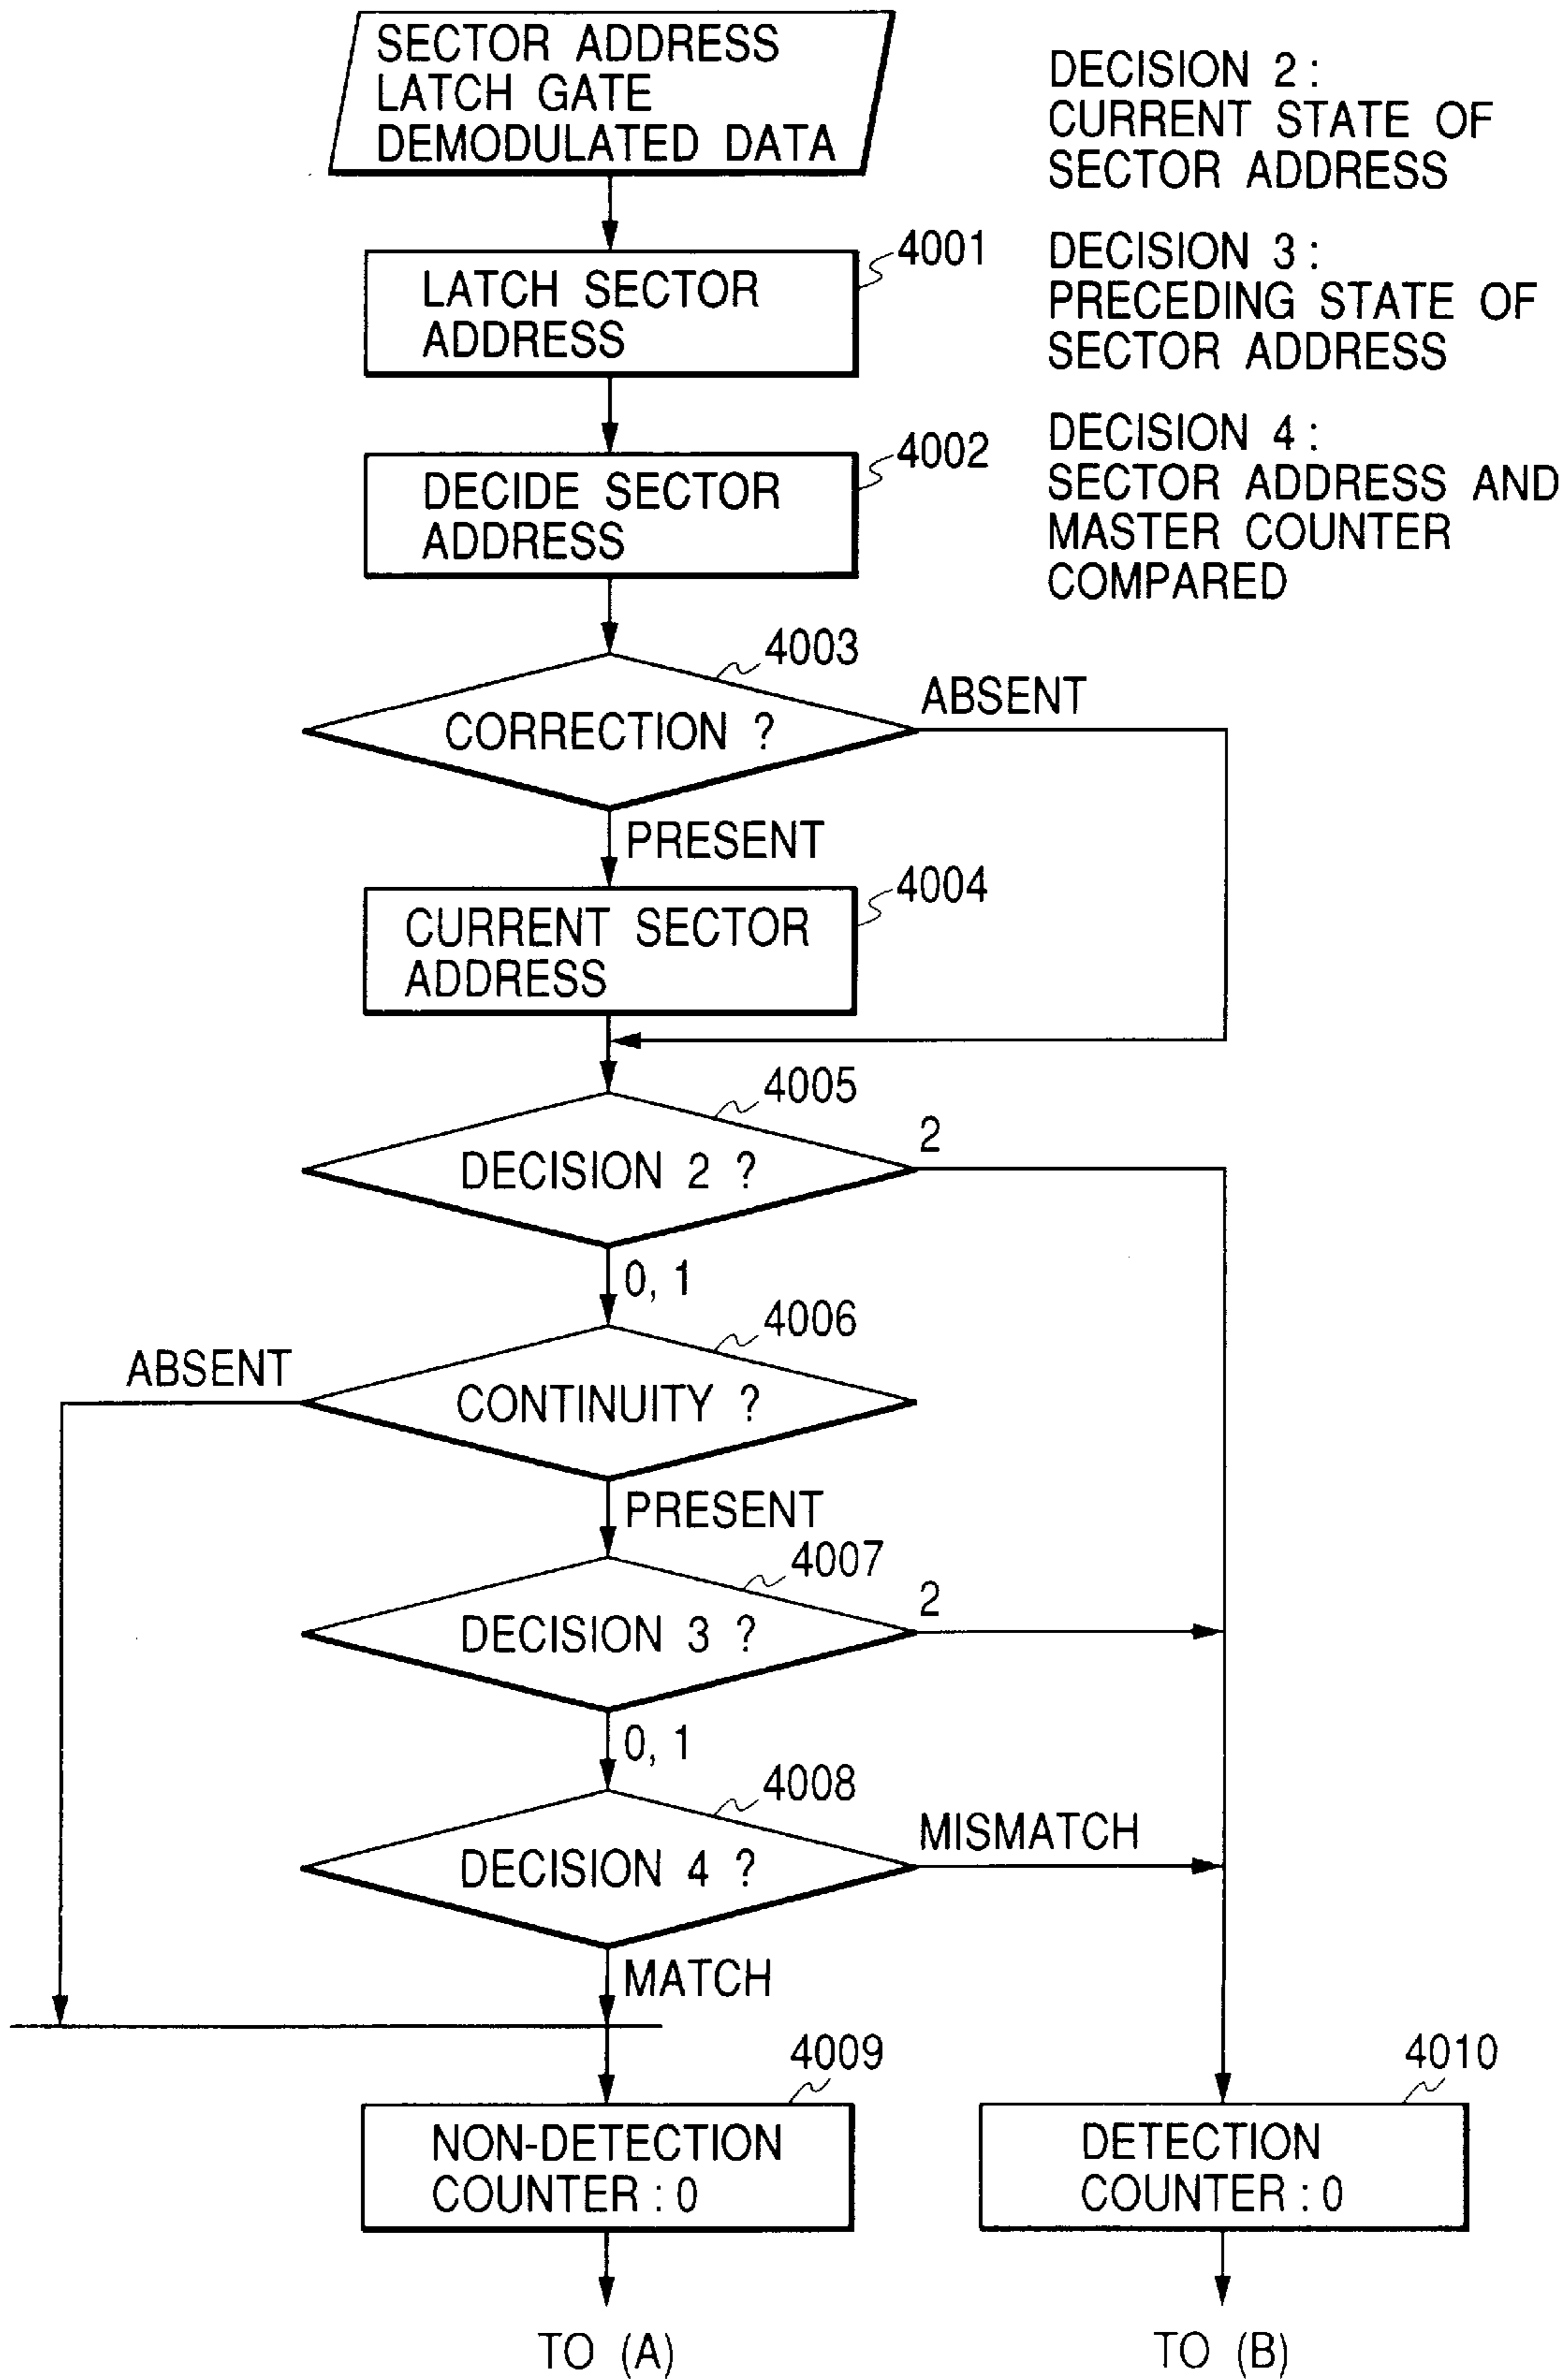 SECTOR ADDRESS
LATCH GATE
DEMODULATED DATA
DECISION 2 :
CURRENT STATE OF
SECTOR ADDRESS
DECISION 3 :
PRECEDING STATE OF
SECTOR ADDRESS
DECISION 4 :
SECTOR ADDRESS AND
MASTER COUNTER
COMPARED
4001
LATCH SECTOR
ADDRESS
4002
DECIDE SECTOR
ADDRESS
4003
CORRECTION ?
ABSENT
PRESENT
4004
CURRENT SECTOR
ADDRESS
4005
DECISION 2 ?
2
0, 1
4006
ABSENT
CONTINUITY ?
PRESENT
4007
DECISION 3 ?
2
0, 1
4008
DECISION 4 ?
MISMATCH
MATCH
4009
NON-DETECTION
COUNTER : 0
4010
DETECTION
COUNTER : 0
TO (A)
TO (B)